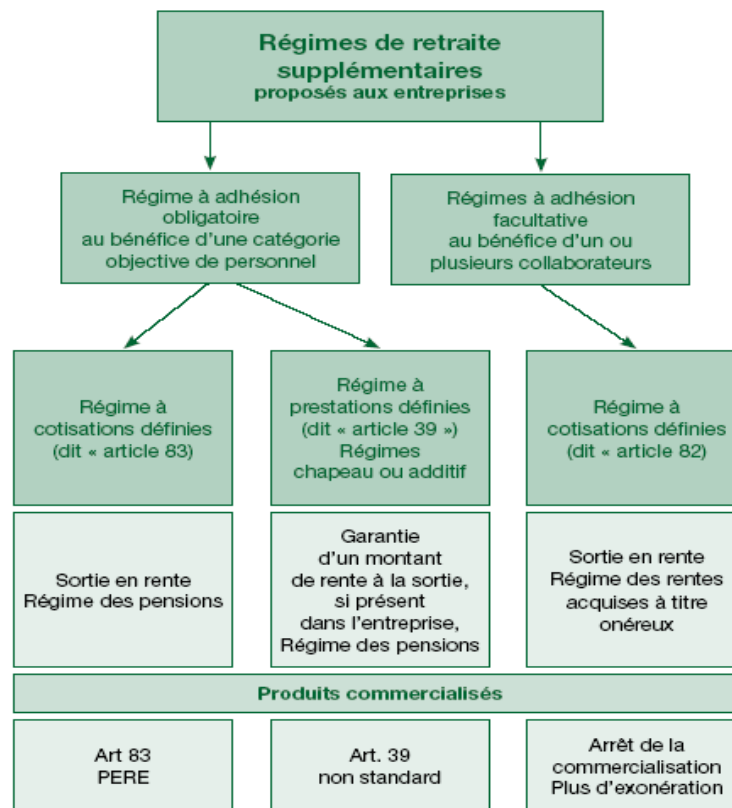 Régimes de retraite
supplémentaires
proposés aux entreprises
Régime à adhésion
obligatoire
au bénéfice d'une catégorie
objective de personnel
Régimes à adhésion
facultative
au bénéfice d'un ou
plusieurs collaborateurs
Régime à
cotisations définies
(dit « article 83)
Régime à
prestations définies
(dit « article 39 »)
Régimes
chapeau ou additif
Régime à
cotisations définies
(dit « article 82)
Sortie en rente
Régime des pensions
Garantie
d'un montant
de rente à la sortie,
si présent
dans l'entreprise,
Régime des pensions
Sortie en rente
Régime des rentes
acquises à titre
onéreux
Produits commercialisés
Art 83
PERE
Art. 39
non standard
Arrêt de la
commercialisation
Plus d'exonération